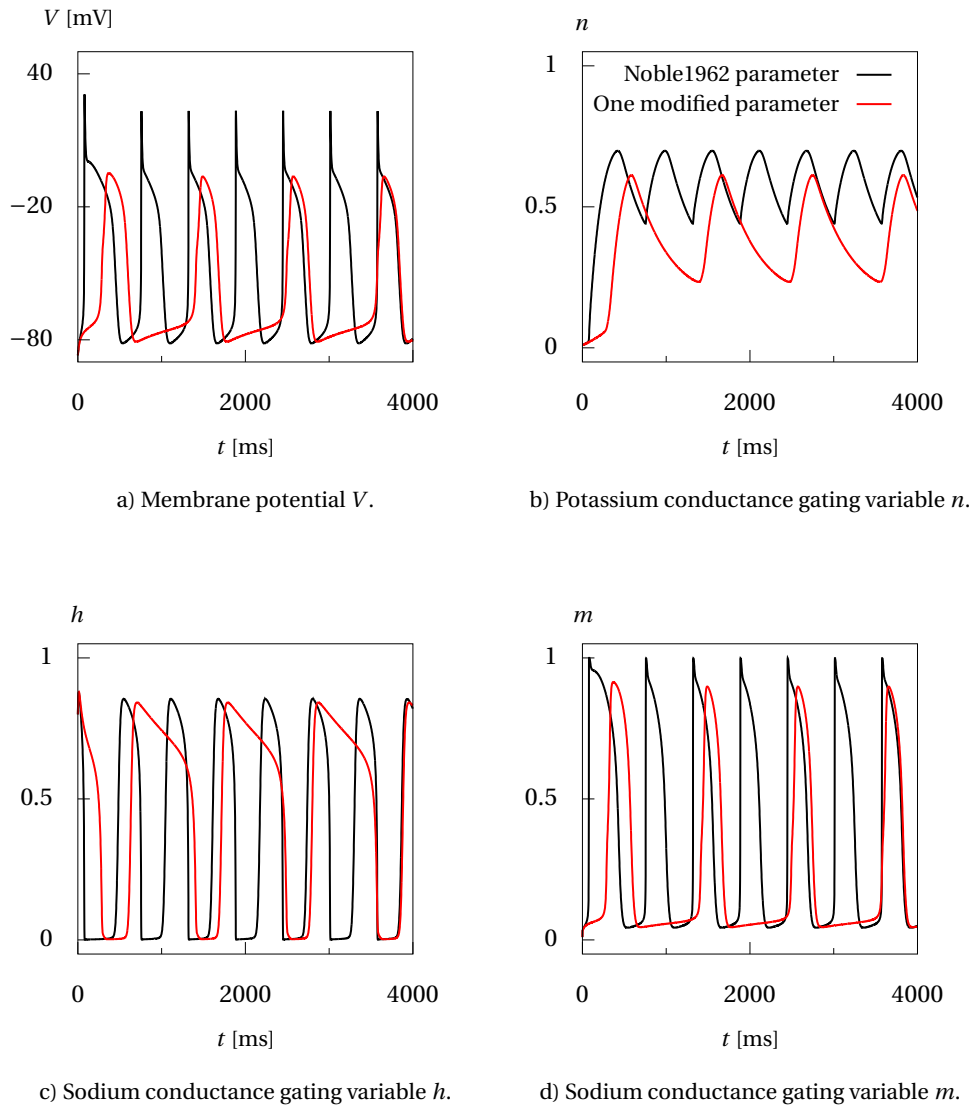 V [mV]
40
−20
−80
0
2000
4000
t [ms]
a) Membrane potential V.
n
1
0.5
0
Noble1962 parameter
One modified parameter
0
2000
4000
t [ms]
b) Potassium conductance gating variable n.
h
1
0.5
0
0
2000
4000
t [ms]
c) Sodium conductance gating variable h.
m
1
0.5
0
0
2000
4000
t [ms]
d) Sodium conductance gating variable m.